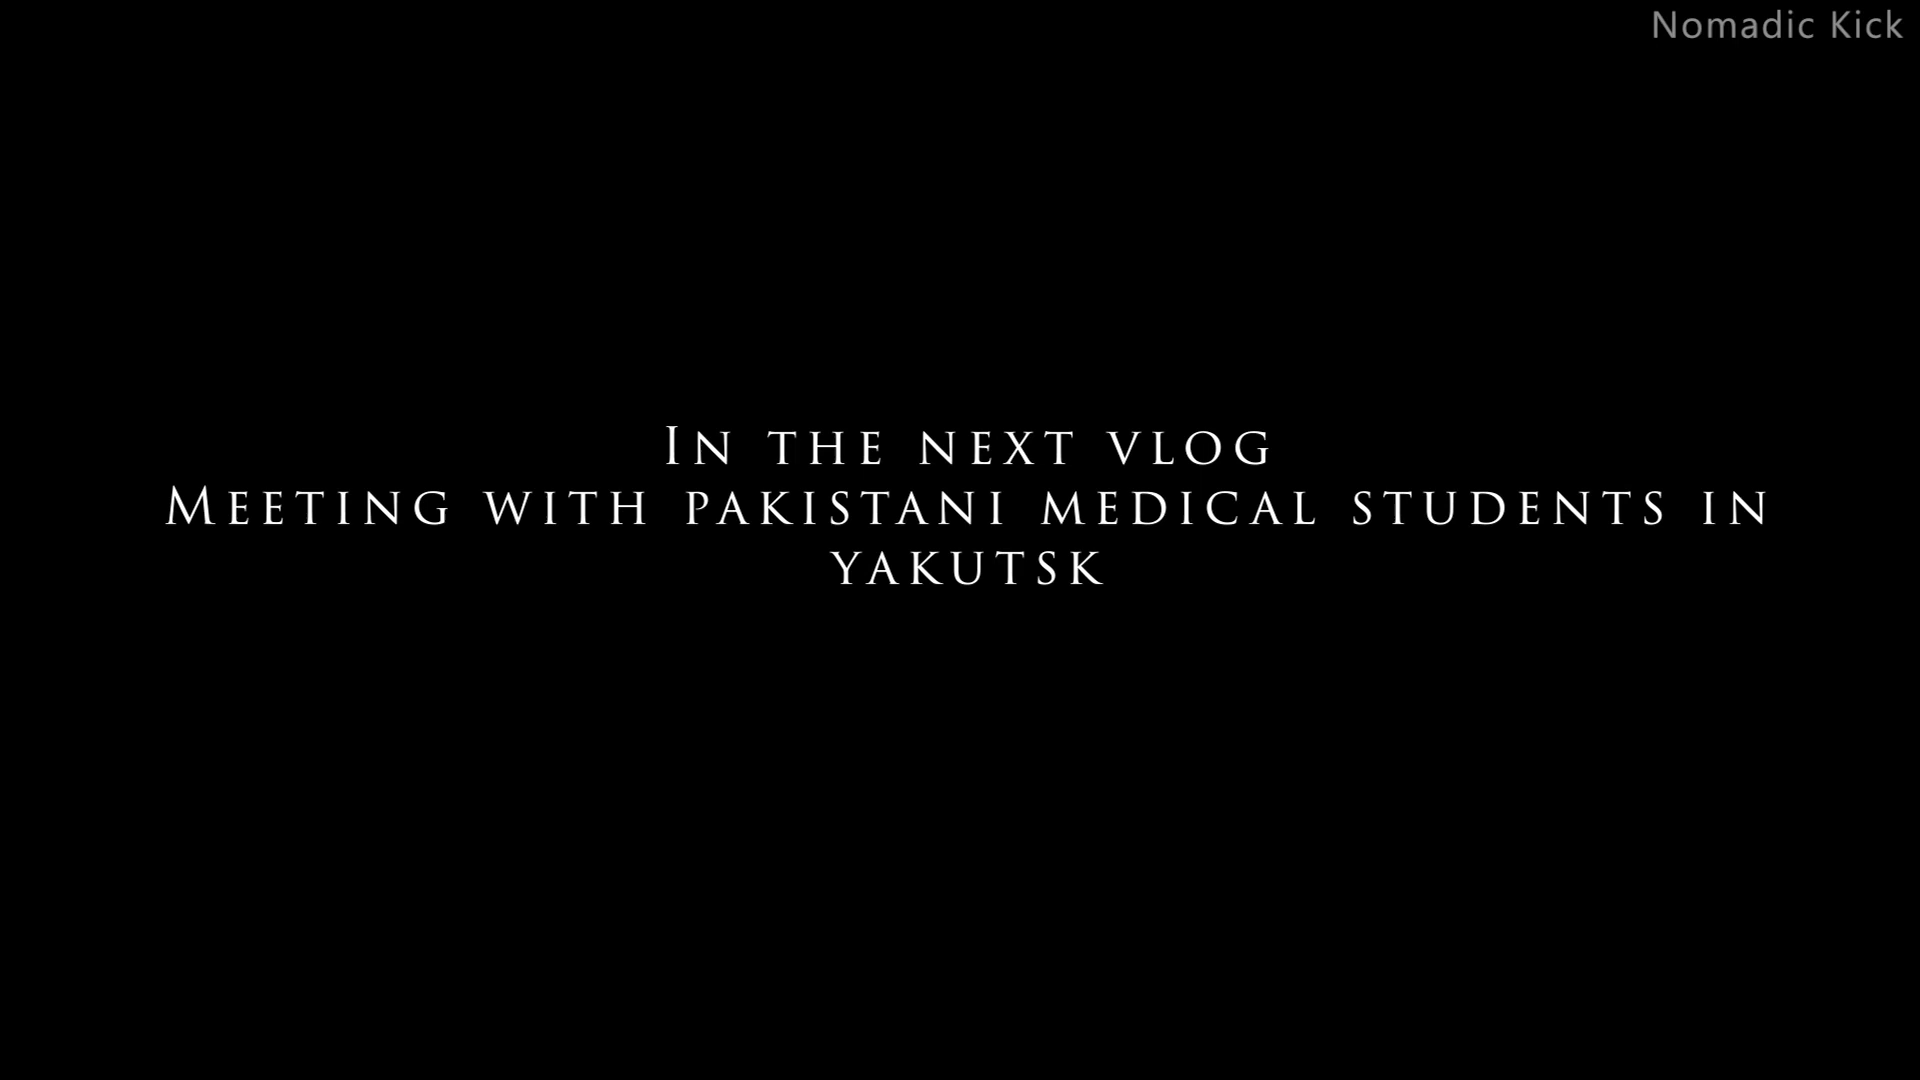 Nomadic Kick
In the next vlog
Meeting with pakistani medical students in
yakutsk